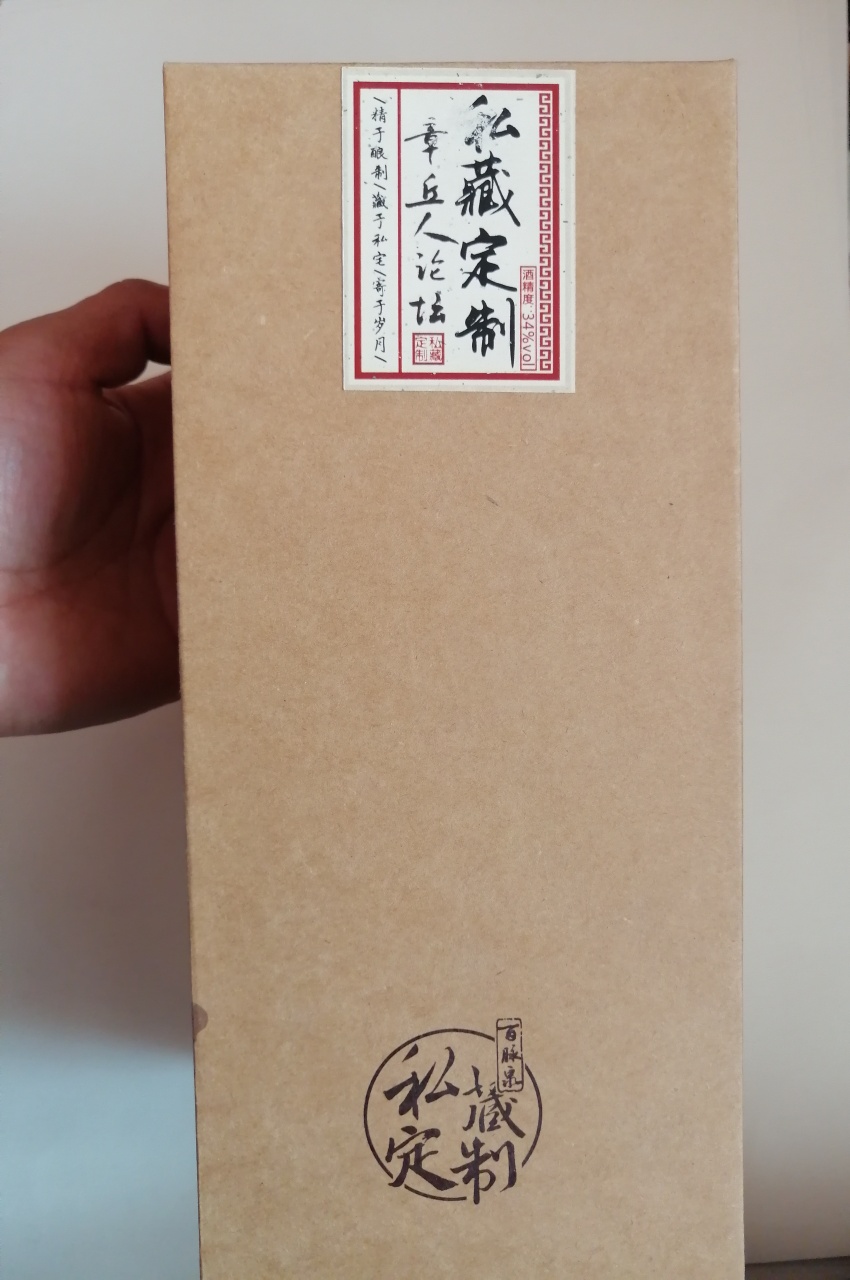 私藏定制
酒精度:34%vol
章丘人论坛
私藏
定制
\精于酿制\藏于私定\寄于岁月\
百脉泉
私藏
定制